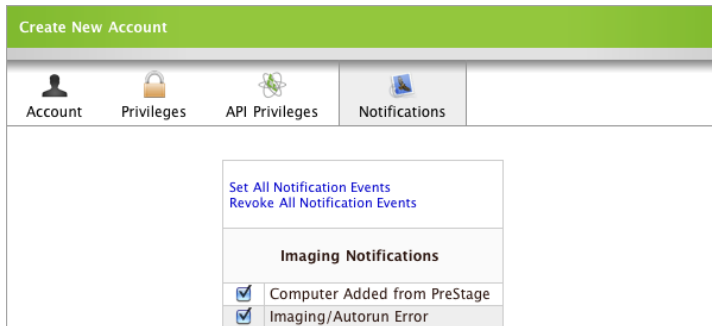 Create New Account
Account Privileges API Privileges Notifications
Set All Notification Events
Revoke All Notification Events
Imaging Notifications
Computer Added from PreStage
Imaging/Autorun Error